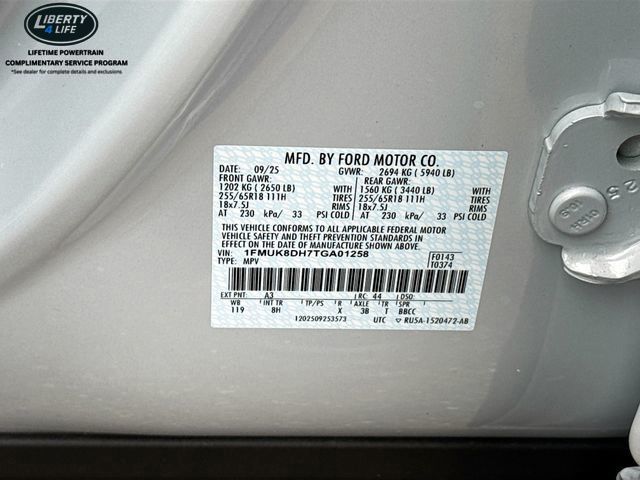 LIBERTY
4 LIFE
LIFETIME POWERTRAIN
COMPLIMENTARY SERVICE PROGRAM
*See dealer for complete details and exclusions.
MFD. BY FORD MOTOR CO.
DATE: 09/25 GVWR: 2694 KG ( 5940 LB)
FRONT GAWR: REAR GAWR:
1202 KG ( 2650 LB) WITH 1560 KG ( 3440 LB) WITH
255/65R18 111H TIRES 255/65R18 111H TIRES
18x7.5J 18x7.5J
AT 230 kPa/ 33 PSI COLD AT 230 kPa/ 33 PSI COLD
THIS VEHICLE CONFORMS TO ALL APPLICABLE FEDERAL MOTOR
VEHICLE SAFETY AND THEFT PREVENTION STANDARDS IN
EFFECT ON THE DATE OF MANUFACTURE SHOWN ABOVE.
VIN: 1FMUK8DH7TGA01258 F0143
TYPE: MPV T0374
EXT PNT: A3 RC: 44 DSO:
WB INT TR TP/PS R AXLE TR SPR
119 8H X 3B T BBCC
1202509253573 UTC RU5A-1520472-AB